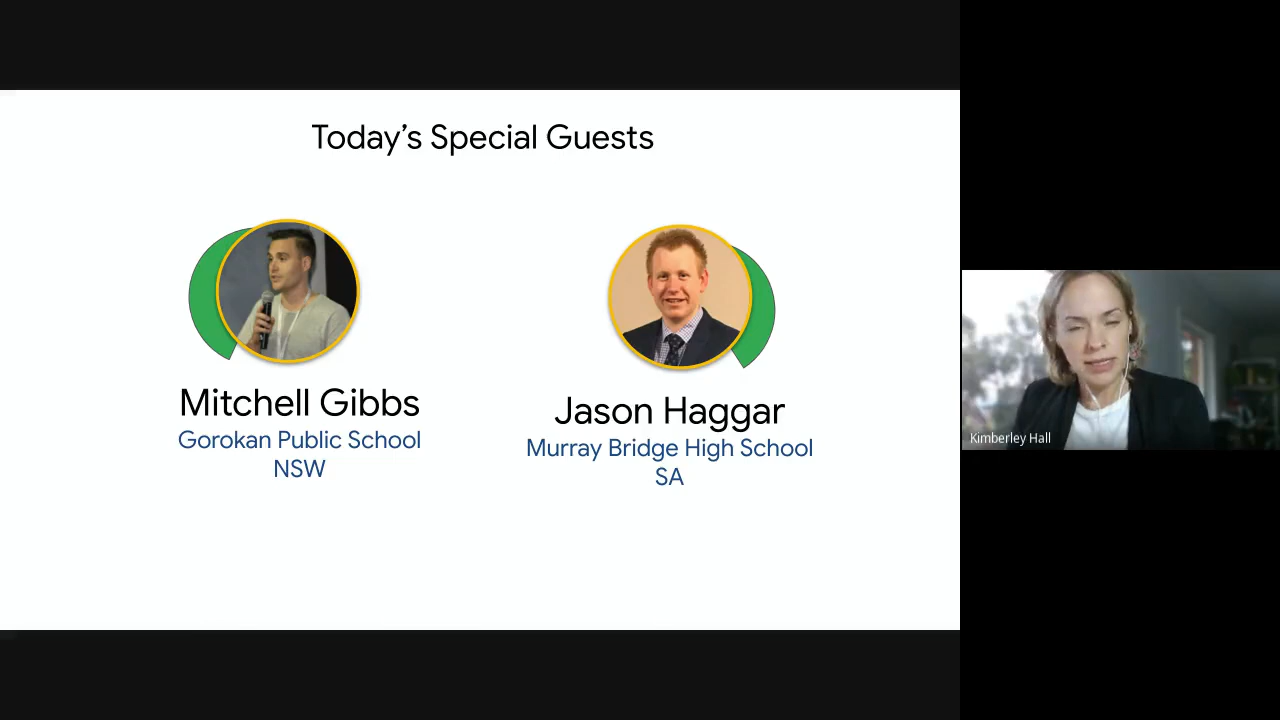 Today’s Special Guests
Mitchell Gibbs
Gorokan Public School
NSW
Jason Haggar
Murray Bridge High School
SA
Kimberley Hall